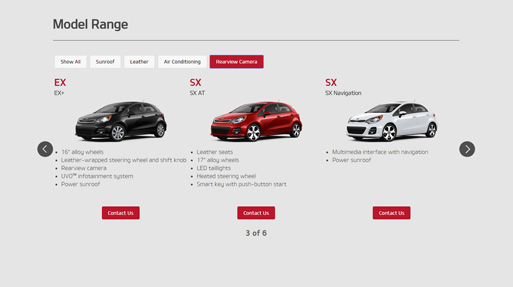 Model Range
Show All
Sunroof
Leather
Air Conditioning
Rearview Camera
EX
EX+
• 16" alloy wheels
• Leather-wrapped steering wheel and shift knob
• Rearview camera
• UVO™ infotainment system
• Power sunroof
Contact Us
SX
SX AT
• Leather seats
• 17" alloy wheels
• LED taillights
• Heated steering wheel
• Smart key with push-button start
Contact Us
SX
SX Navigation
• Multimedia interface with navigation
• Power sunroof
Contact Us
3 of 6